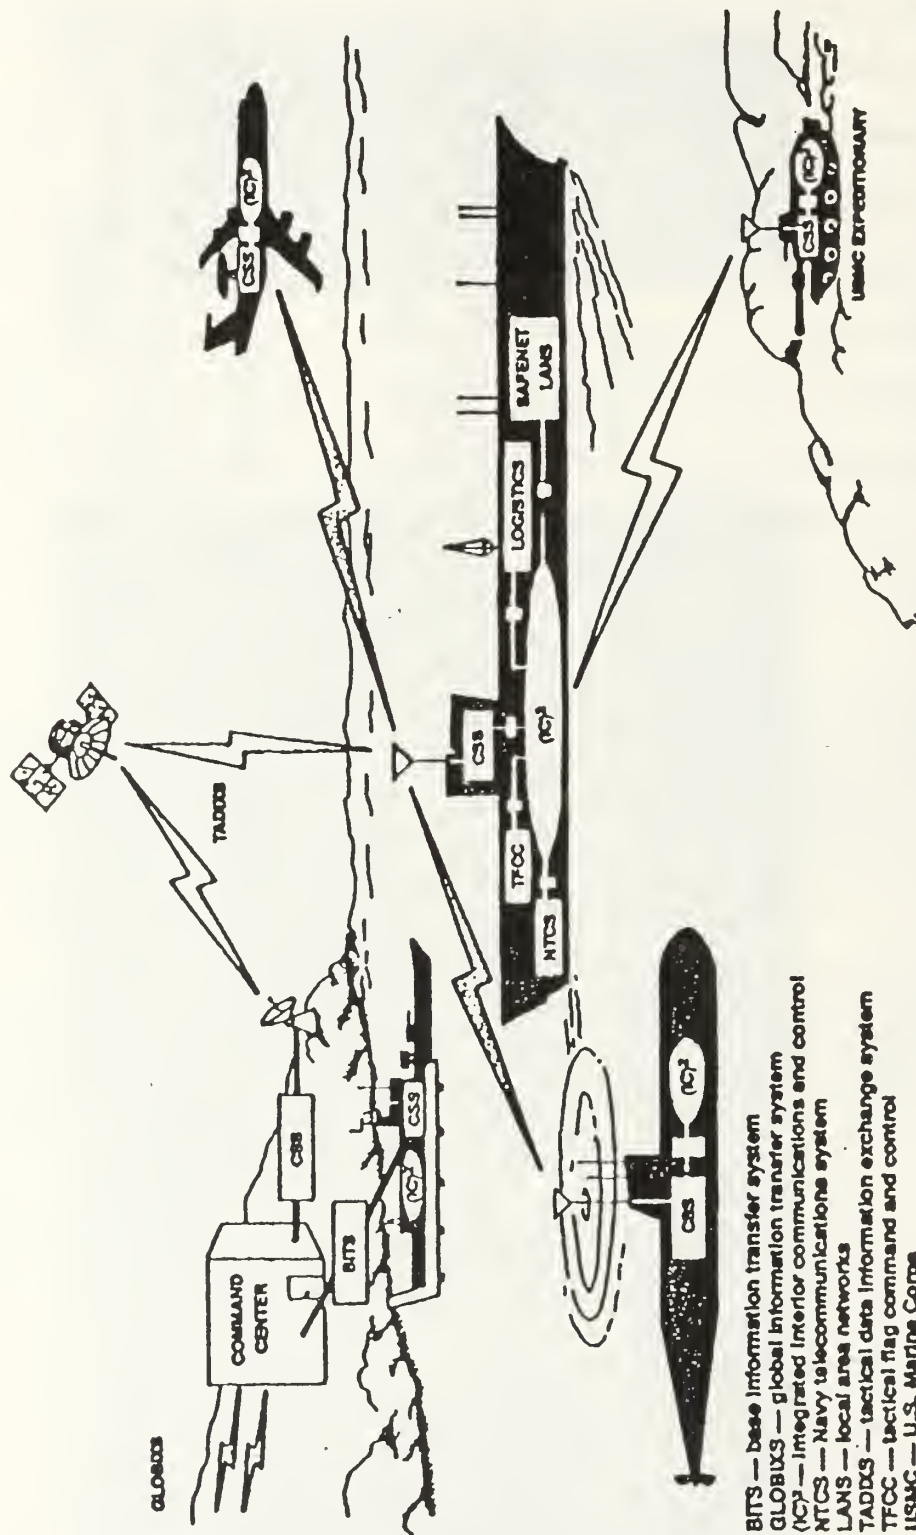 GLOBIXS
COMMAND
CENTER
CSS
BITS
(IC)²
CSS
TADIXS
CSS
(IC)²
CSS
TFCC
NTCS
(IC)²
LOGISTICS
SAFENET
LANS
CSS
(IC)²
CSS
(IC)²
USMC EXPEDITIONARY
BITS — base information transfer system
GLOBIXS — global information transfer system
(IC)² — integrated interior communications and control
NTCS — Navy telecommunications system
LANS — local area networks
TADIXS — tactical data information exchange system
TFCC — tactical flag command and control
USMC — U.S. Marine Corps